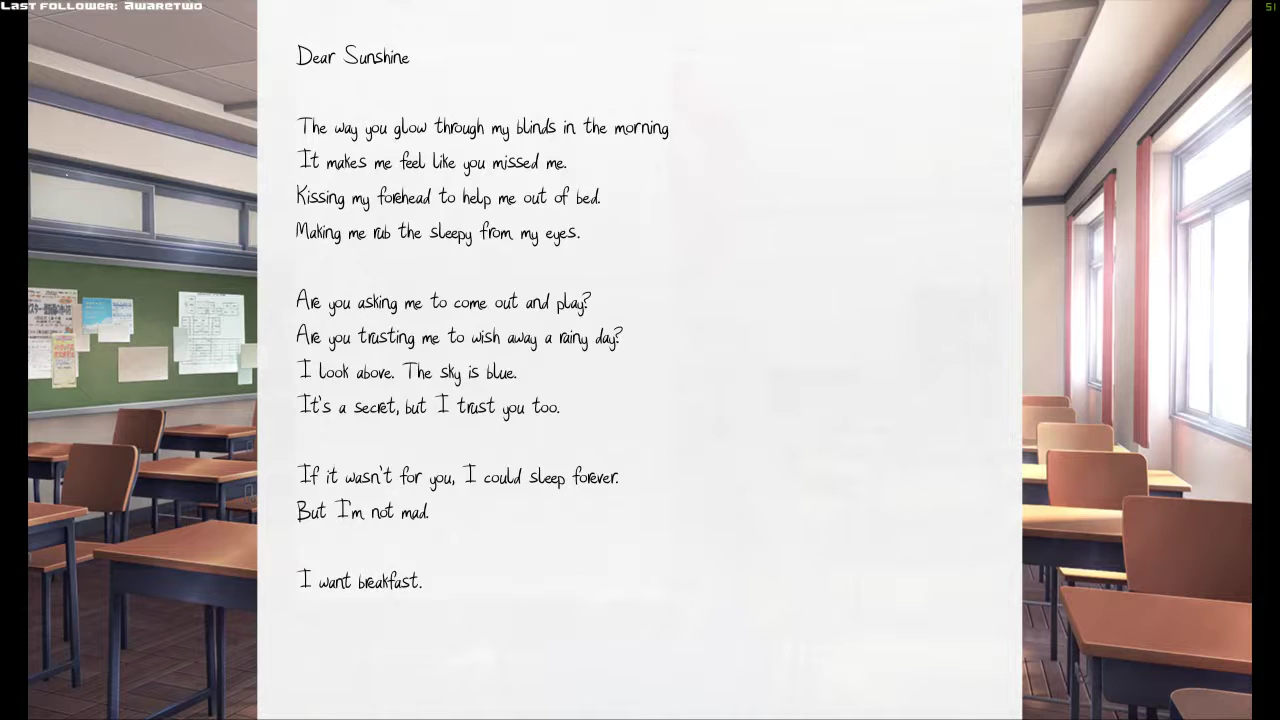 Last follower: Awaretwo
51
Dear Sunshine
The way you glow through my blinds in the morning
It makes me feel like you missed me.
Kissing my forehead to help me out of bed.
Making me rub the sleepy from my eyes.
Are you asking me to come out and play?
Are you trusting me to wish away a rainy day?
I look above. The sky is blue.
It's a secret, but I trust you too.
If it wasn't for you, I could sleep forever.
But I'm not mad.
I want breakfast.